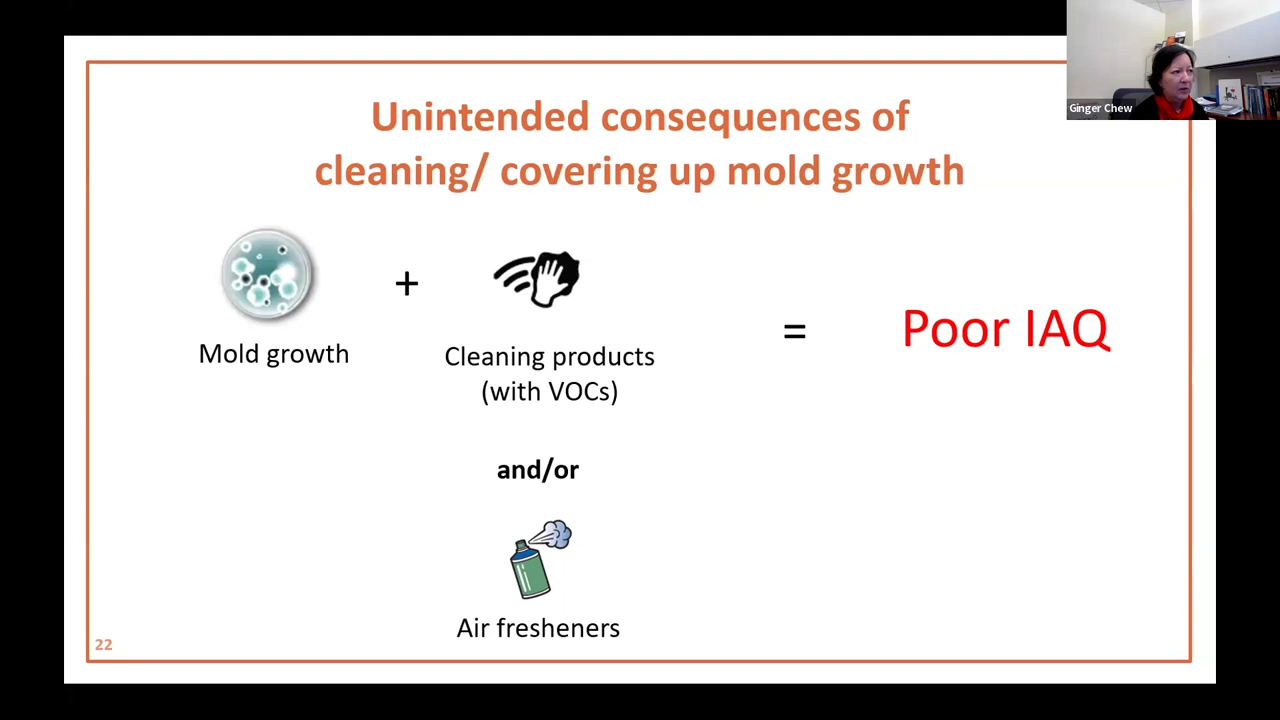 Ginger Chew
Unintended consequences of
cleaning/ covering up mold growth
+
=
Poor IAQ
Mold growth
Cleaning products
(with VOCs)
and/or
Air fresheners
22